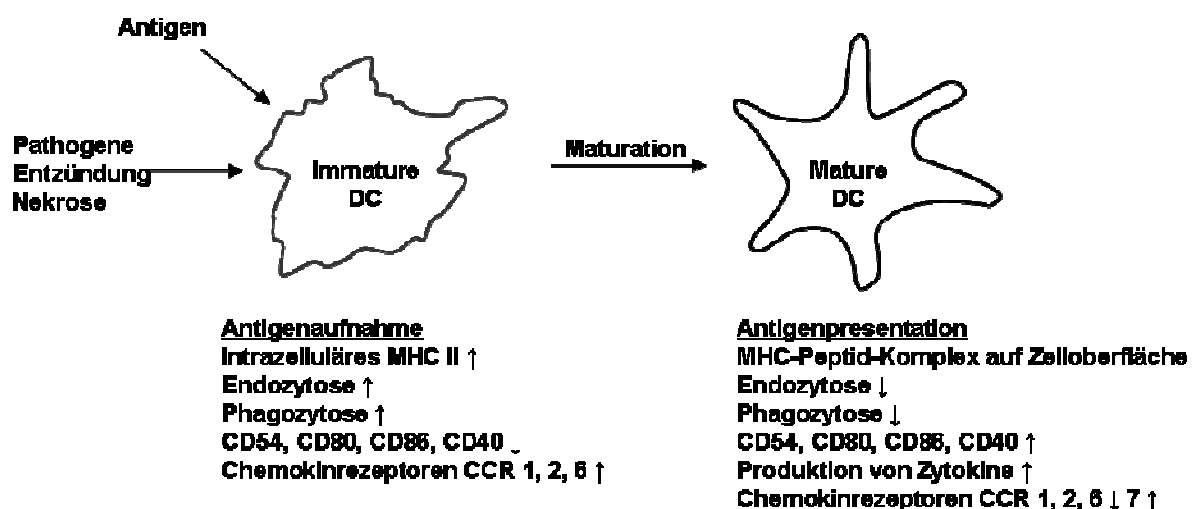 Antigen
Pathogene
Entzündung
Nekrose
Immature
DC
Maturation
Mature
DC
Antigenaufnahme
Intrazelluläres MHC II ↑
Endozytose ↑
Phagozytose ↑
CD54, CD80, CD86, CD40 ↓
Chemokinrezeptoren CCR 1, 2, 6 ↑
Antigenpresentation
MHC-Peptid-Komplex auf Zelloberfläche
Endozytose ↓
Phagozytose ↓
CD54, CD80, CD86, CD40 ↑
Produktion von Zytokine ↑
Chemokinrezeptoren CCR 1, 2, 6 ↓ 7 ↑